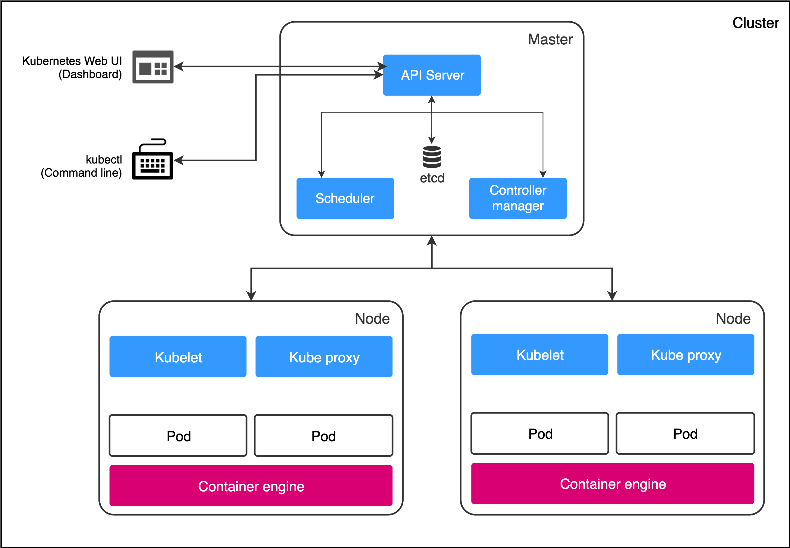 Cluster
Master
Kubernetes Web UI
(Dashboard)
API Server
kubectl
(Command line)
etcd
Scheduler
Controller
manager
Node
Kubelet
Kube proxy
Pod
Pod
Container engine
Node
Kubelet
Kube proxy
Pod
Pod
Container engine